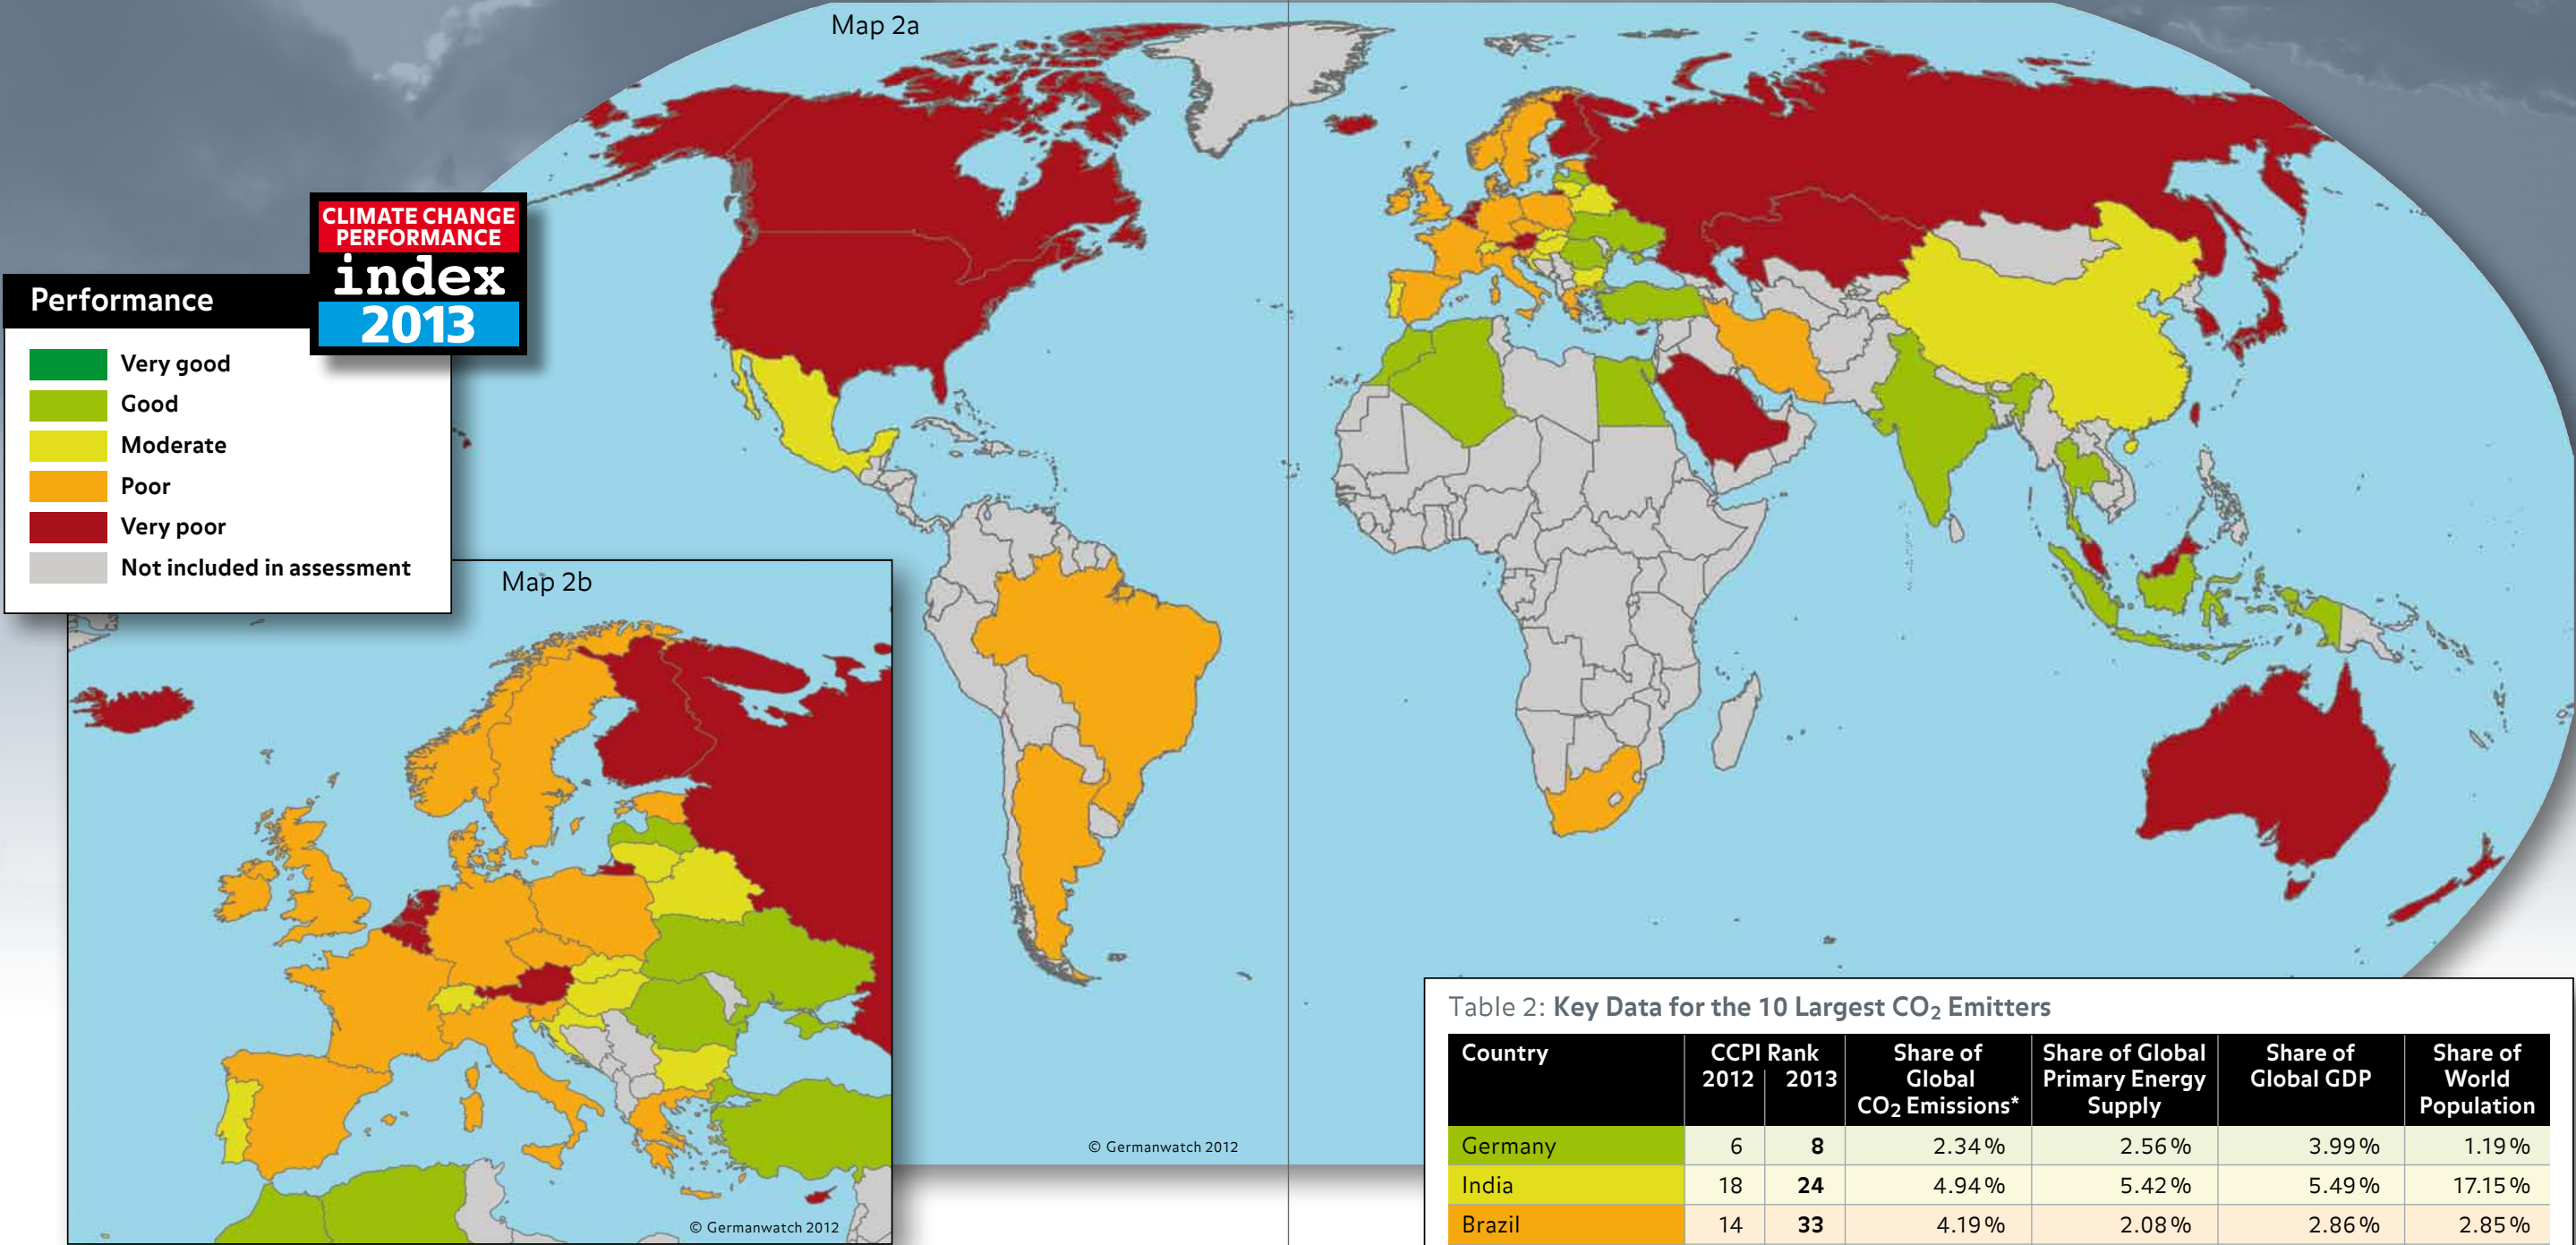 Map 2a
CLIMATE CHANGE
PERFORMANCE
index
2013
Performance
Very good
Good
Moderate
Poor
Very poor
Not included in assessment
Map 2b
© Germanwatch 2012
© Germanwatch 2012
Table 2: Key Data for the 10 Largest CO2 Emitters
Country CCPI Rank Share of Share of Global Share of Share of
2012 2013 Global Primary Energy Global GDP World
CO2 Emissions* Supply Population
Germany 6 8 2.34% 2.56% 3.99% 1.19%
India 18 24 4.94% 5.42% 5.49% 17.15%
Brazil 14 33 4.19% 2.08% 2.86% 2.85%